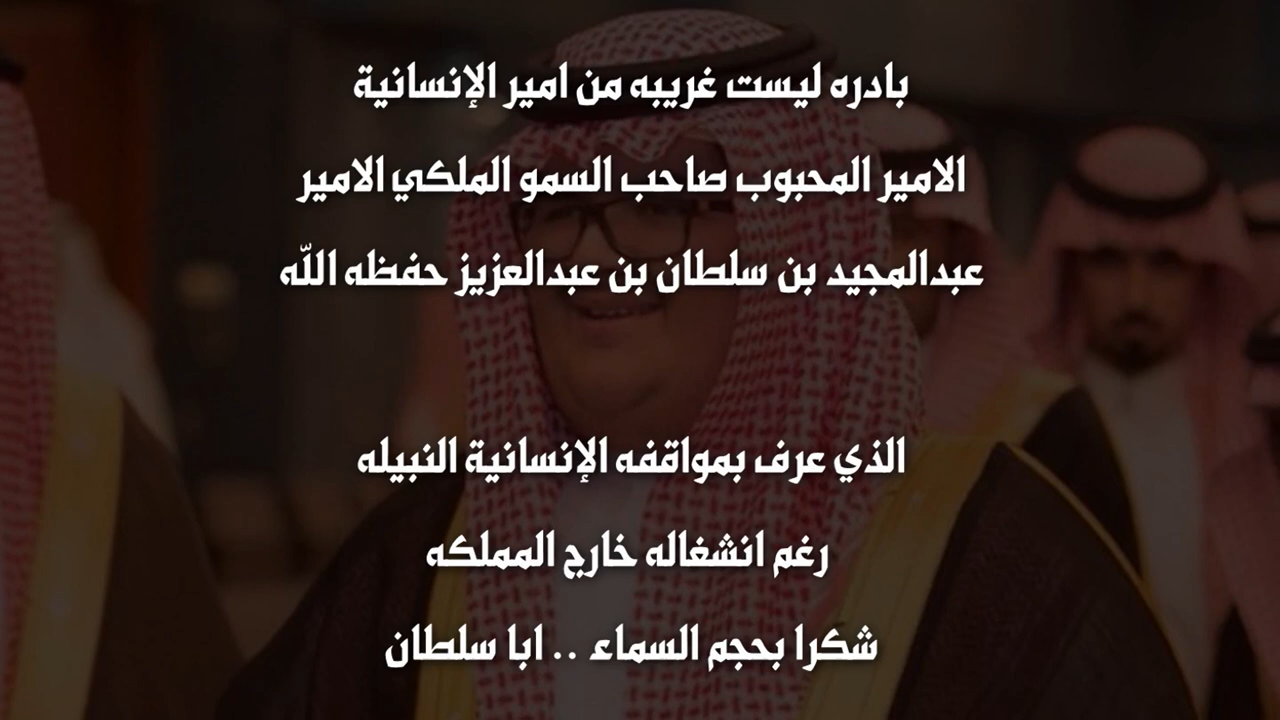 بادره ليست غريبه من امير الإنسانية
الامير المحبوب صاحب السمو الملكي الامير
عبدالمجيد بن سلطان بن عبدالعزيز حفظه الله
الذي عرف بمواقفه الإنسانية النبيله
رغم انشغاله خارج المملكه
شكرا بحجم السماء .. ابا سلطان